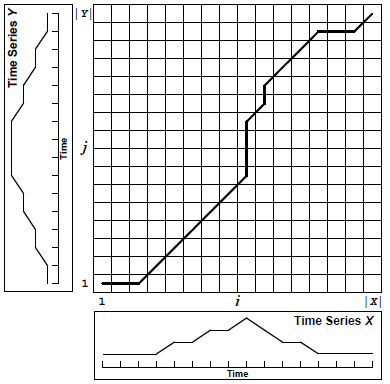 Time Series Y
Time
|Y|
j
1
1
i
|X|
Time Series X
Time